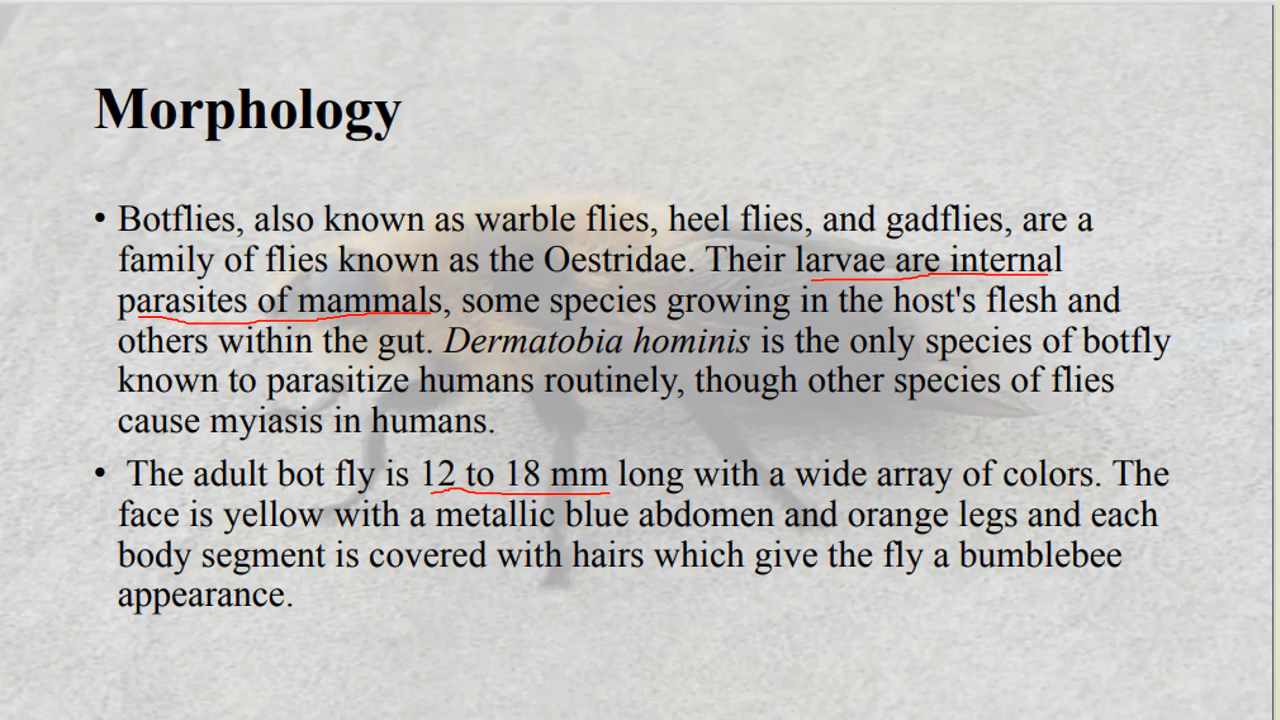 Morphology
• Botflies, also known as warble flies, heel flies, and gadflies, are a
family of flies known as the Oestridae. Their larvae are internal
parasites of mammals, some species growing in the host's flesh and
others within the gut. Dermatobia hominis is the only species of botfly
known to parasitize humans routinely, though other species of flies
cause myiasis in humans.
• The adult bot fly is 12 to 18 mm long with a wide array of colors. The
face is yellow with a metallic blue abdomen and orange legs and each
body segment is covered with hairs which give the fly a bumblebee
appearance.